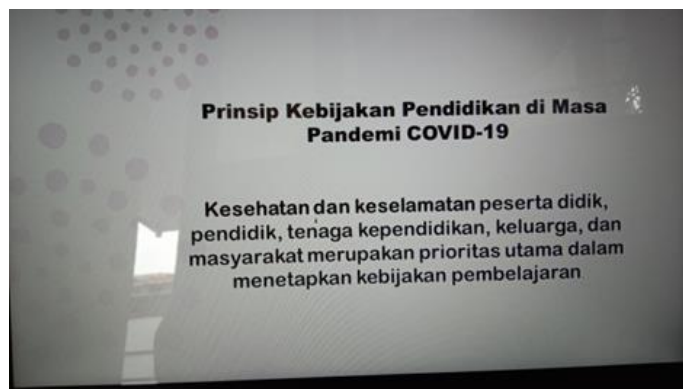 Prinsip Kebijakan Pendidikan di Masa
Pandemi COVID-19
Kesehatan dan keselamatan peserta didik,
pendidik, tenaga kependidikan, keluarga, dan
masyarakat merupakan prioritas utama dalam
menetapkan kebijakan pembelajaran